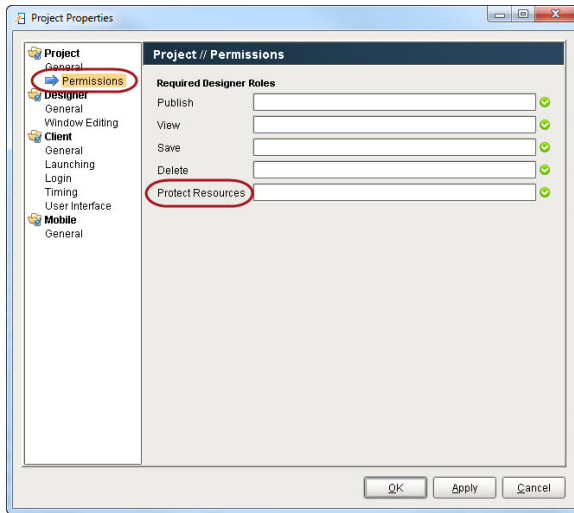 Project Properties
Project
General
Permissions
Designer
General
Window Editing
Client
General
Launching
Login
Timing
User Interface
Mobile
General
Project // Permissions
Required Designer Roles
Publish
View
Save
Delete
Protect Resources
OK
Apply
Cancel